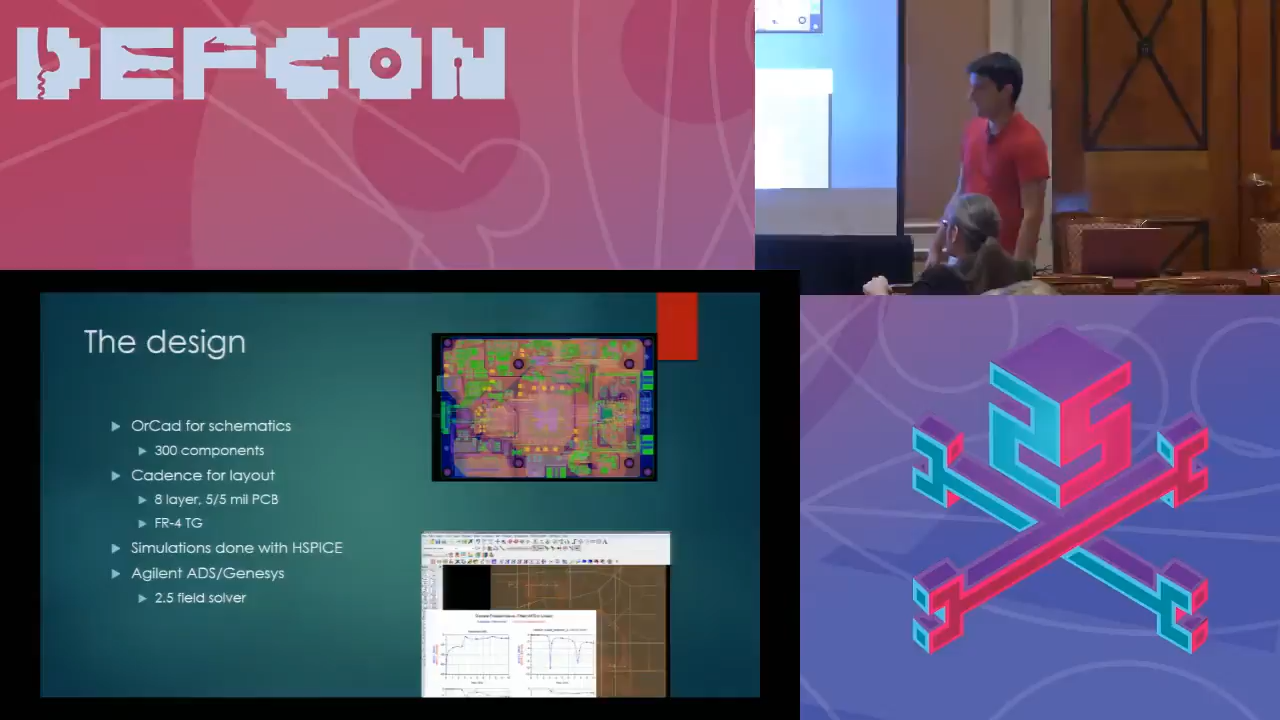 DEFCON
The design
OrCad for schematics
300 components
Cadence for layout
8 layer, 5/5 mil PCB
FR-4 TG
Simulations done with HSPICE
Agilent ADS/Genesys
2.5 field solver
25